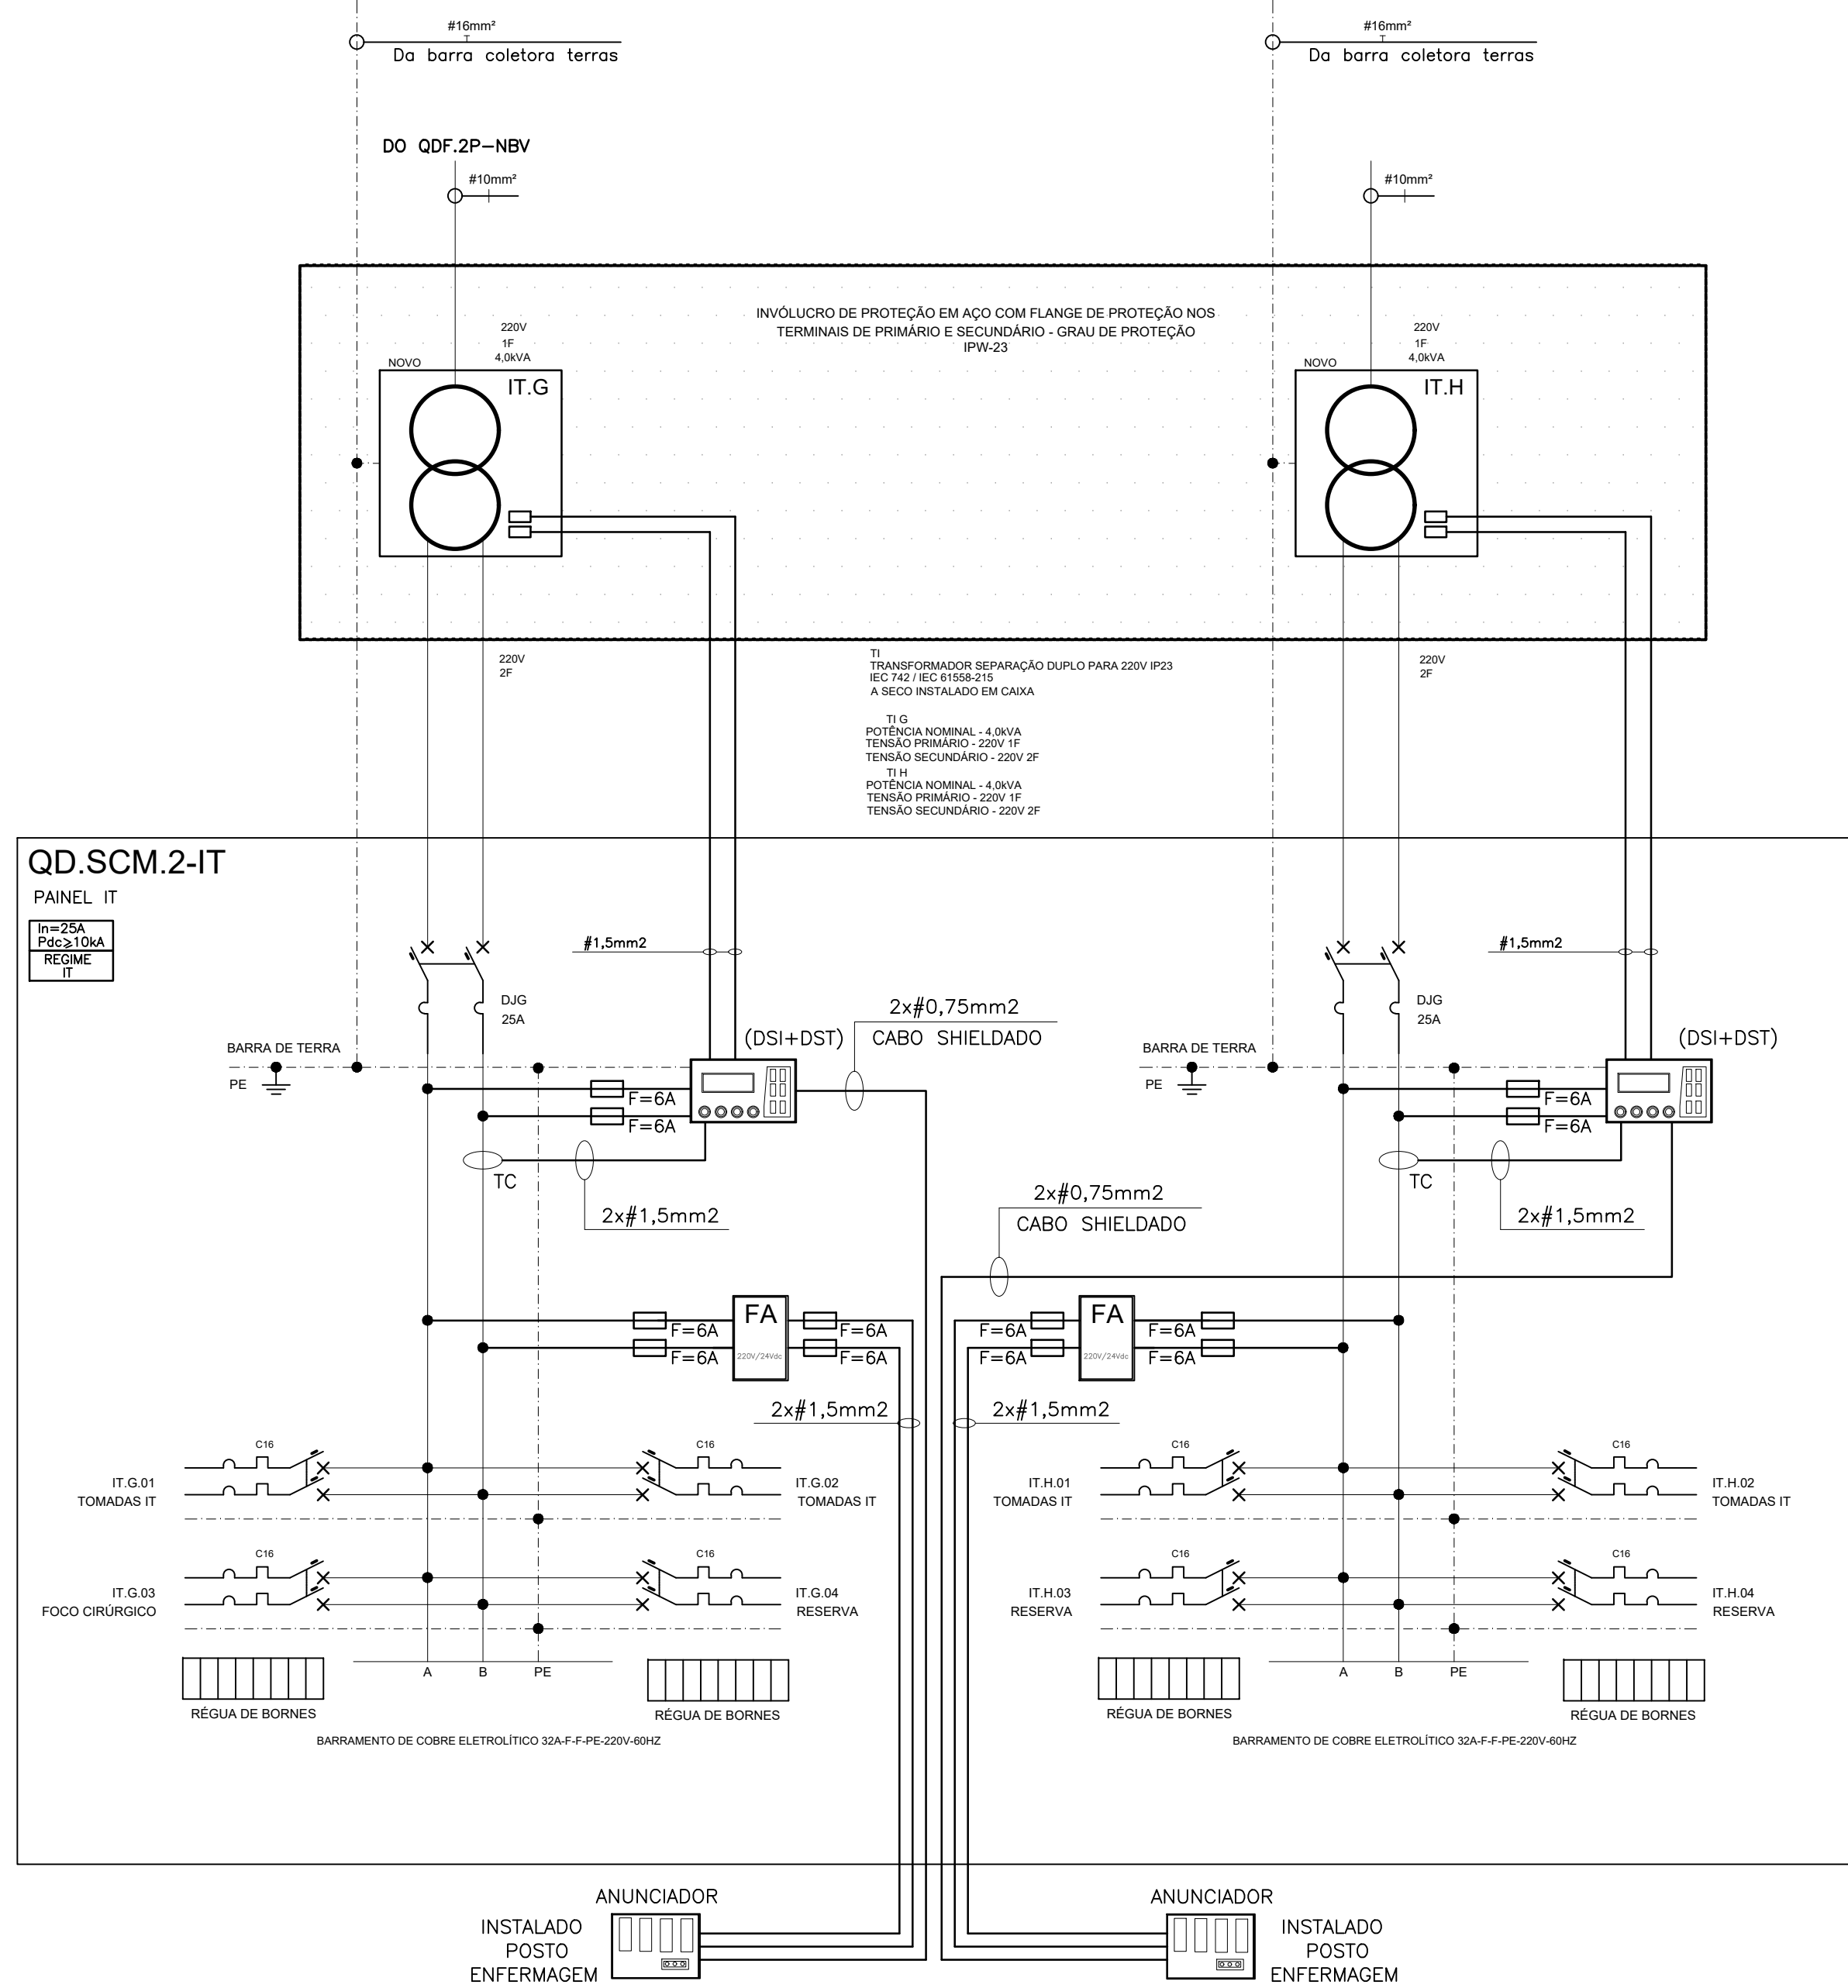 #16mm²
Da barra coletora terras
#16mm²
Da barra coletora terras
DO QDF.2P-NBV
#10mm²
#10mm²
INVÓLUCRO DE PROTEÇÃO EM AÇO COM FLANGE DE PROTEÇÃO NOS
TERMINAIS DE PRIMÁRIO E SECUNDÁRIO - GRAU DE PROTEÇÃO
IPW-23
220V
1F
4,0kVA
NOVO
IT.G
220V
1F
4,0kVA
NOVO
IT.H
220V
2F
TI
TRANSFORMADOR SEPARAÇÃO DUPLO PARA 220V IP23
IEC 742 / IEC 61558-215
A SECO INSTALADO EM CAIXA
TI G
POTÊNCIA NOMINAL - 4,0kVA
TENSÃO PRIMÁRIO - 220V 1F
TENSÃO SECUNDÁRIO - 220V 2F
TI H
POTÊNCIA NOMINAL - 4,0kVA
TENSÃO PRIMÁRIO - 220V 1F
TENSÃO SECUNDÁRIO - 220V 2F
220V
2F
QD.SCM.2-IT
PAINEL IT
In=25A
Pdc≥10kA
REGIME
IT
#1,5mm2
#1,5mm2
DJG
25A
DJG
25A
2x#0,75mm2
CABO SHIELDADO
(DSI+DST)
(DSI+DST)
BARRA DE TERRA
PE
F=6A
F=6A
TC
2x#1,5mm2
BARRA DE TERRA
PE
F=6A
F=6A
TC
2x#1,5mm2
2x#0,75mm2
CABO SHIELDADO
FA
220V/24Vdc
F=6A
F=6A
F=6A
F=6A
2x#1,5mm2
FA
220V/24Vdc
F=6A
F=6A
F=6A
F=6A
2x#1,5mm2
C16
IT.G.01
TOMADAS IT
C16
IT.G.02
TOMADAS IT
C16
IT.H.01
TOMADAS IT
C16
IT.H.02
TOMADAS IT
C16
IT.G.03
FOCO CIRÚRGICO
C16
IT.G.04
RESERVA
C16
IT.H.03
RESERVA
C16
IT.H.04
RESERVA
A B PE
A B PE
RÉGUA DE BORNES
RÉGUA DE BORNES
RÉGUA DE BORNES
RÉGUA DE BORNES
BARRAMENTO DE COBRE ELETROLÍTICO 32A-F-F-PE-220V-60HZ
BARRAMENTO DE COBRE ELETROLÍTICO 32A-F-F-PE-220V-60HZ
ANUNCIADOR
INSTALADO
POSTO
ENFERMAGEM
ANUNCIADOR
INSTALADO
POSTO
ENFERMAGEM